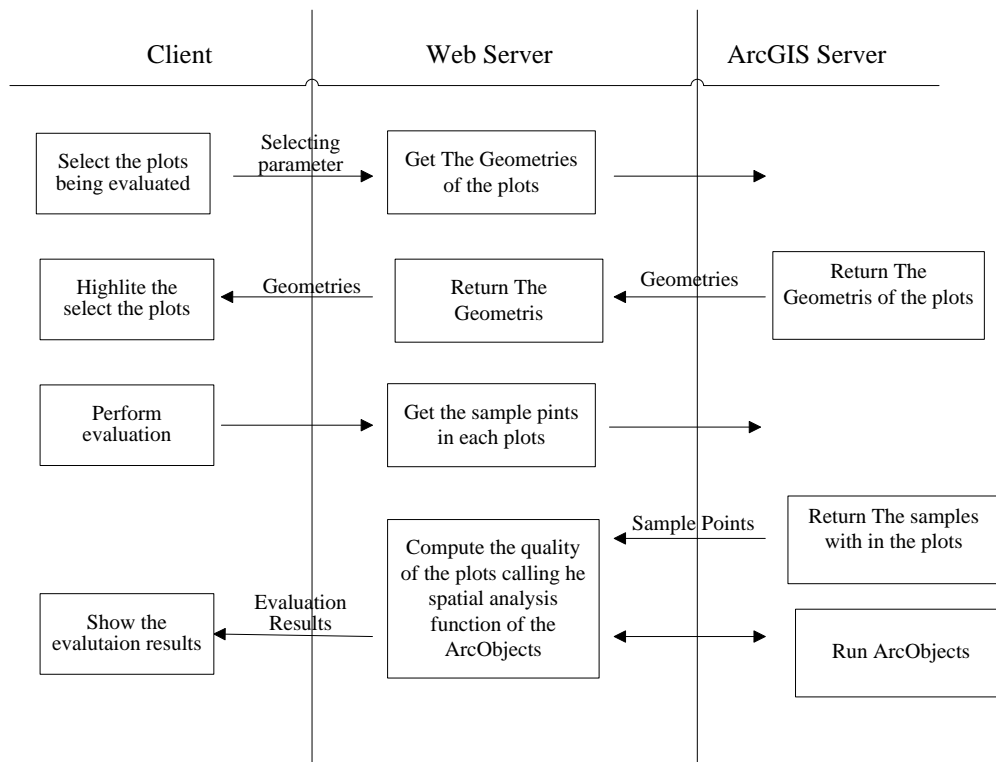 Client
Web Server
ArcGIS Server
Select the plots
being evaluated
Selecting
parameter
Get The Geometries
of the plots
Highlite the
select the plots
Geometries
Return The
Geometris
Geometries
Return The
Geometris of the plots
Perform
evaluation
Get the sample pints
in each plots
Sample Points
Return The samples
with in the plots
Compute the quality
of the plots calling he
spatial analysis
function of the
ArcObjects
Show the
evalutaion results
Evaluation
Results
Run ArcObjects